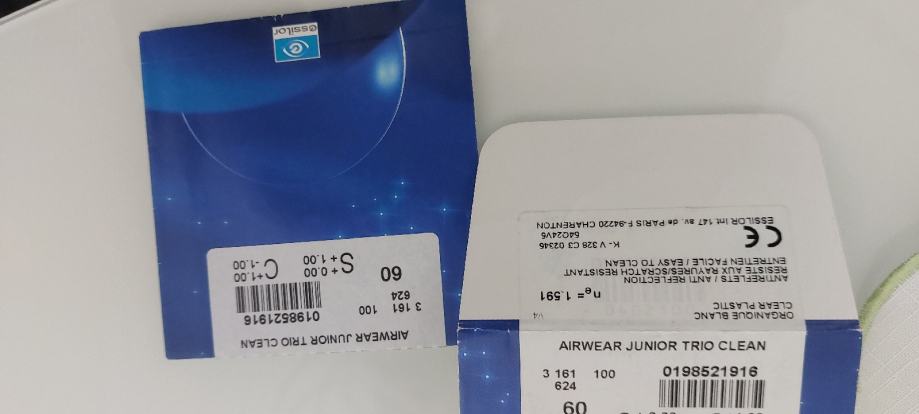 essilor
AIRWEAR JUNIOR TRIO CLEAN
0198521916
3 161 100
624
60
S +0.00 C +1.00
+1.00 -1.00
ESSILOR Int 147 av. de PARIS F-94220 CHARENTON
64G24V6
K - V 328 C3 02346
CE
ENTRETIEN FACILE / EASY TO CLEAN
RESISTE AUX RAYURES/SCRATCH RESISTANT
ANTIREFLETS / ANTI REFLECTION
ne = 1.591
CLEAR PLASTIC
ORGANIQUE BLANC
1/4
AIRWEAR JUNIOR TRIO CLEAN
3 161 100 0198521916
624
60